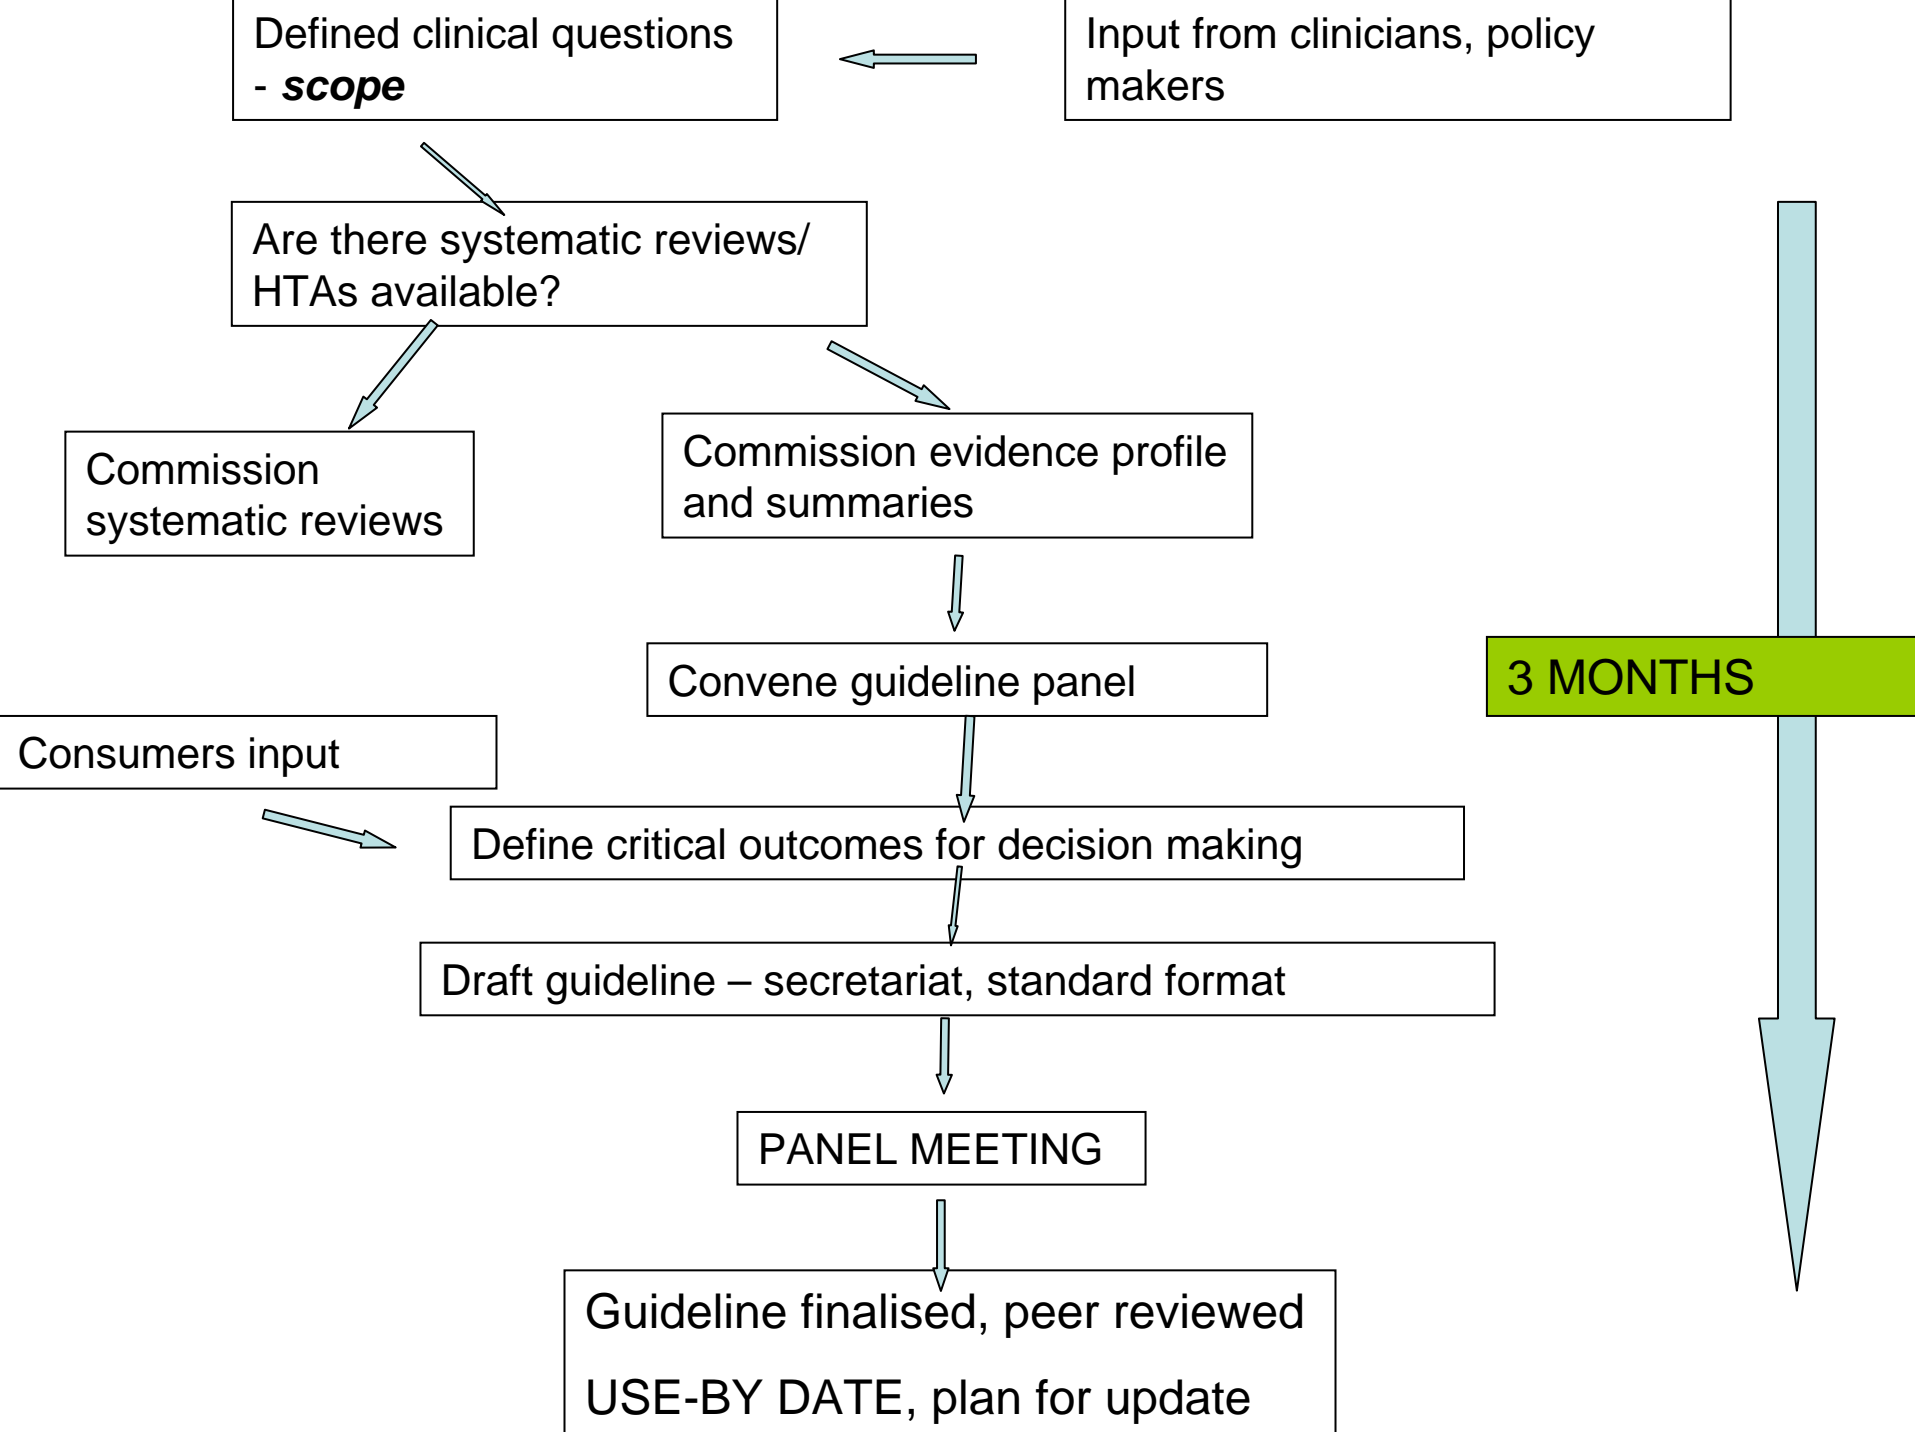 Defined clinical questions
- scope
Input from clinicians, policy
makers
Are there systematic reviews/
HTAs available?
Commission
systematic reviews
Commission evidence profile
and summaries
Convene guideline panel
3 MONTHS
Consumers input
Define critical outcomes for decision making
Draft guideline – secretariat, standard format
PANEL MEETING
Guideline finalised, peer reviewed
USE-BY DATE, plan for update